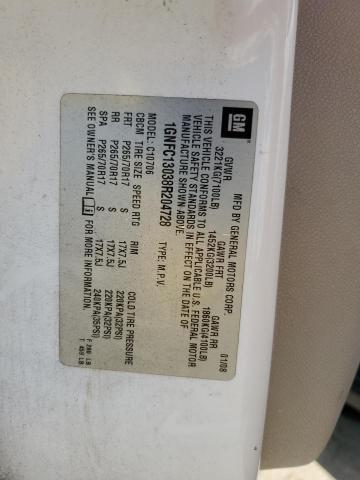 GM
MFD BY GENERAL MOTORS CORP. 01/08
GVWR GAWR FRT GAWR RR
3221KG(7100LB) 1452KG(3200LB) 1860KG(4100LB)
THIS VEHICLE CONFORMS TO ALL APPLICABLE U.S. FEDERAL MOTOR
VEHICLE SAFETY STANDARDS IN EFFECT ON THE DATE OF
MANUFACTURE SHOWN ABOVE.
1GNFC13038R204728 TYPE: M.P.V.
MODEL: C10706
CBCM TIRE SIZE SPEED RTG RIM COLD TIRE PRESSURE
FRT P265/70R17 S 17X7.5J 220KPA(32PSI)
RR P265/70R17 S 17X7.5J 220KPA(32PSI)
SPA P265/70R17 S 17X7.5J 240KPA(35PSI)
SEE OWNER'S MANUAL FOR MORE INFORMATION.